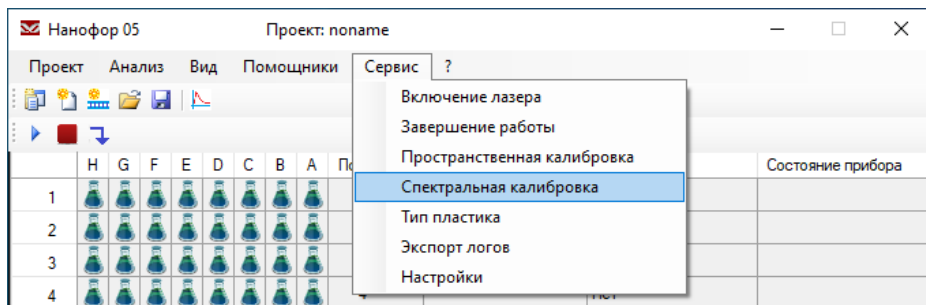 Нанофор 05 Проект: noname
Проект Анализ Вид Помощники Сервис ?
Включение лазера
Завершение работы
Пространственная калибровка
Спектральная калибровка
Тип пластика
Экспорт логов
Настройки
H G F E D C B A Состояние прибора
1
2
3
4